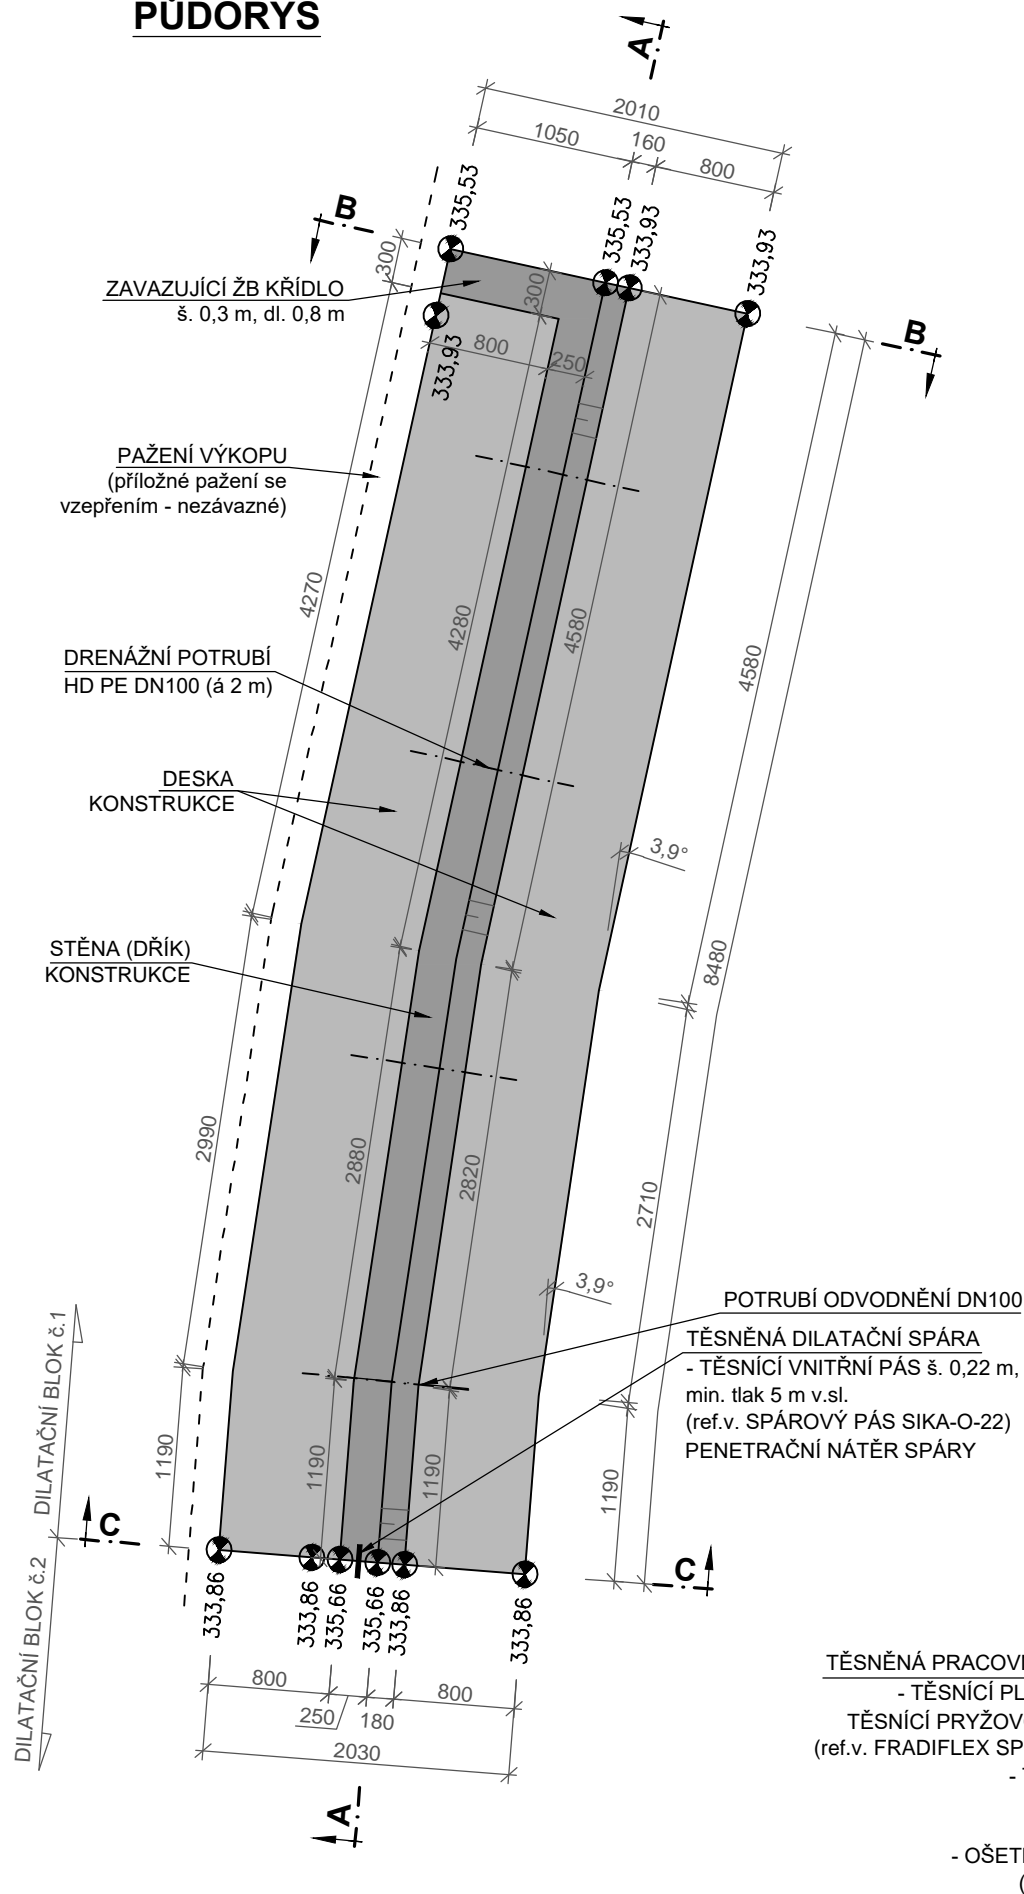 PŮDORYS
A
2010
1050
160
800
335,53
335,53
333,93
333,93
B
300
ZAVAZUJÍCÍ ŽB KŘÍDLO
š. 0,3 m, dl. 0,8 m
300
B
800
250
333,93
PAŽENÍ VÝKOPU
(příložné pažení se
vzepřením - nezávazné)
4270
4280
4580
4580
DRENÁŽNÍ POTRUBÍ
HD PE DN100 (á 2 m)
DESKA
KONSTRUKCE
3,9°
STĚNA (DŘÍK)
KONSTRUKCE
8480
2990
2880
2820
2710
3,9°
POTRUBÍ ODVODNĚNÍ DN100
TĚSNĚNÁ DILATAČNÍ SPÁRA
- TĚSNÍCÍ VNITŘNÍ PÁS š. 0,22 m,
min. tlak 5 m v.sl.
(ref.v. SPÁROVÝ PÁS SIKA-O-22)
PENETRAČNÍ NÁTĚR SPÁRY
DILATAČNÍ BLOK č.1
1190
1190
1190
1190
C
C
DILATAČNÍ BLOK č.2
333,86
333,86
335,66
335,66
333,86
333,86
800
250
180
800
2030
A
TĚSNĚNÁ PRACOVN
- TĚSNÍCÍ PL
TĚSNÍCÍ PRYŽOV
(ref.v. FRADIFLEX SP
- OŠET
(